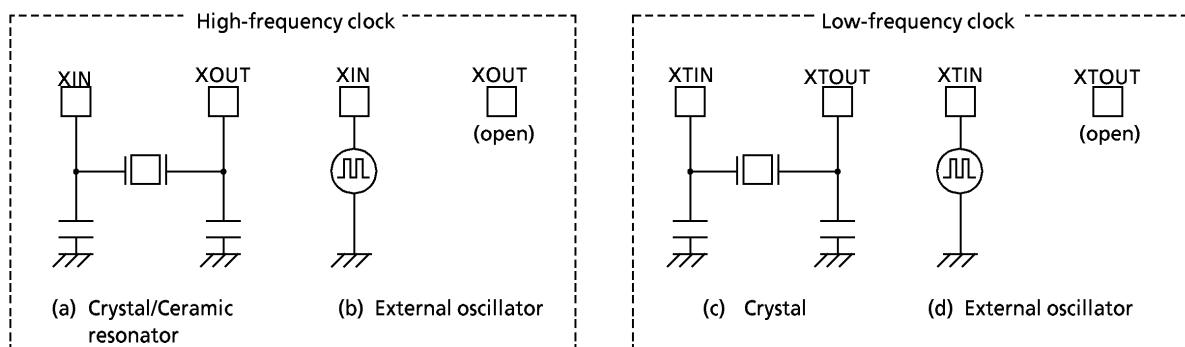 High-frequency clock
Low-frequency clock
XIN
XOUT
XIN
XOUT
XTIN
XTOUT
XTIN
XTOUT
(open)
(open)
(a) Crystal/Ceramic
resonator
(b) External oscillator
(c) Crystal
(d) External oscillator